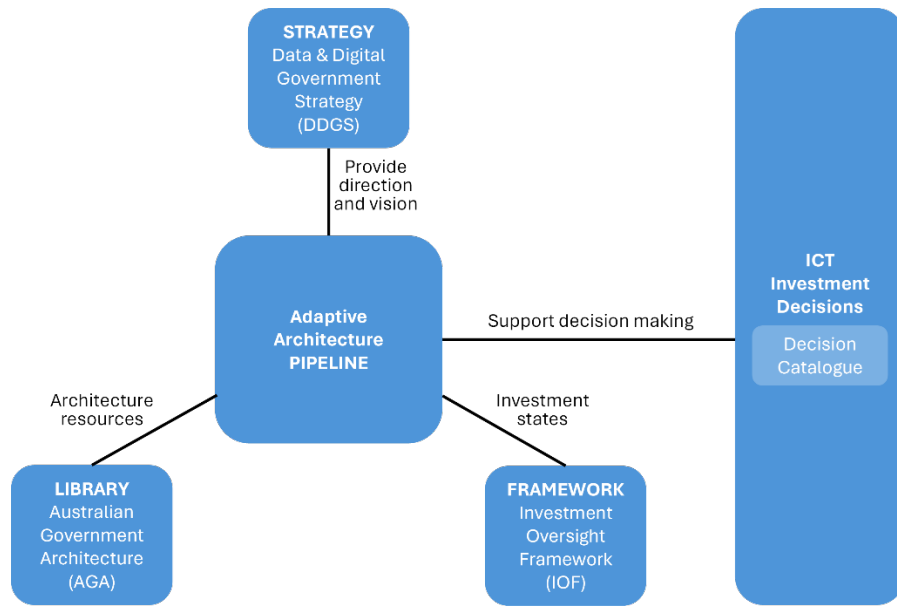 STRATEGY
Data & Digital
Government
Strategy
(DDGS)
Provide
direction
and vision
Adaptive
Architecture
PIPELINE
Support decision making
ICT
Investment
Decisions
Decision
Catalogue
Architecture
resources
Investment
states
LIBRARY
Australian
Government
Architecture
(AGA)
FRAMEWORK
Investment
Oversight
Framework
(IOF)